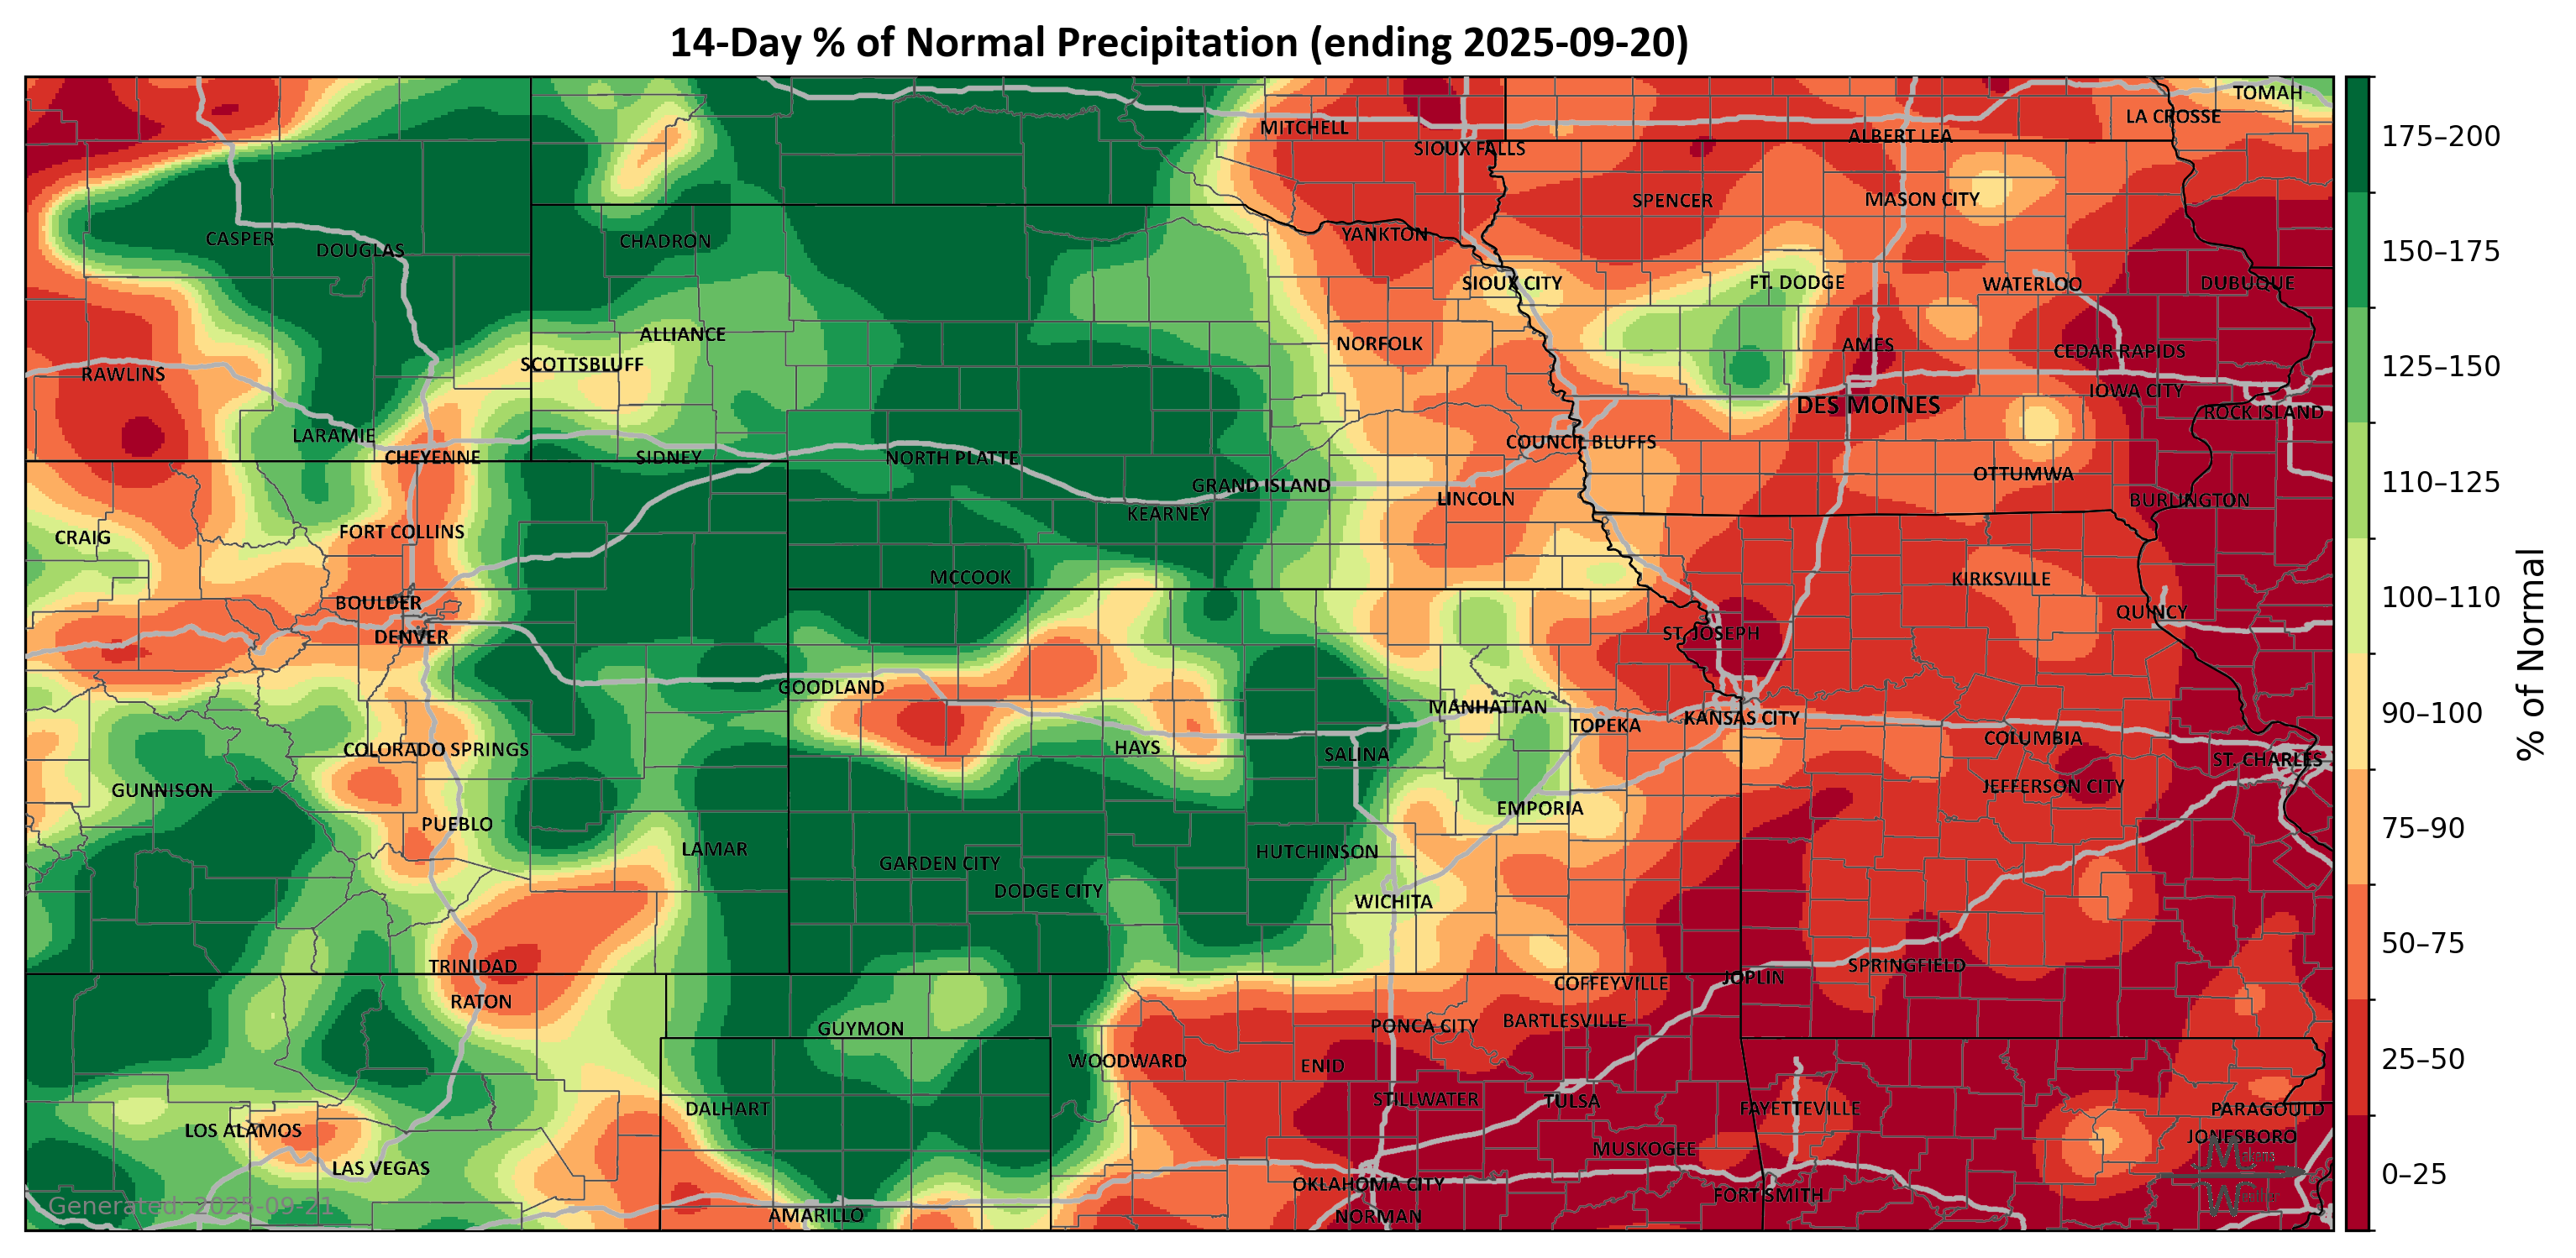 14-Day % of Normal Precipitation (ending 2025-09-20)
TOMAH
LA CROSSE
MITCHELL
ALBERT LEA
SIOUX FALLS
SPENCER
MASON CITY
CASPER
DOUGLAS
CHADRON
YANKTON
SIOUX CITY
FT. DODGE
WATERLOO
DUBUQUE
ALLIANCE
NORFOLK
AMES
CEDAR RAPIDS
SCOTTSBLUFF
RAWLINS
IOWA CITY
DES MOINES
ROCK ISLAND
LARAMIE
COUNCIL BLUFFS
CHEYENNE
SIDNEY
NORTH PLATTE
OTTUMWA
GRAND ISLAND
LINCOLN
BURLINGTON
KEARNEY
CRAIG
FORT COLLINS
MCCOOK
KIRKSVILLE
BOULDER
QUINCY
DENVER
ST. JOSEPH
GOODLAND
MANHATTAN
KANSAS CITY
TOPEKA
COLUMBIA
COLORADO SPRINGS
HAYS
SALINA
ST. CHARLES
GUNNISON
JEFFERSON CITY
EMPORIA
PUEBLO
LAMAR
HUTCHINSON
GARDEN CITY
DODGE CITY
WICHITA
TRINIDAD
SPRINGFIELD
JOPLIN
COFFEYVILLE
RATON
BARTLESVILLE
GUYMON
PONCA CITY
WOODWARD
ENID
STILLWATER
TULSA
DALHART
FAYETTEVILLE
PARAGOULD
LOS ALAMOS
JONESBORO
MUSKOGEE
LAS VEGAS
OKLAHOMA CITY
FORT SMITH
AMARILLO
NORMAN
Generated: 2025-09-21
175–200
150–175
125–150
110–125
100–110
90–100
75–90
50–75
25–50
0–25
% of Normal